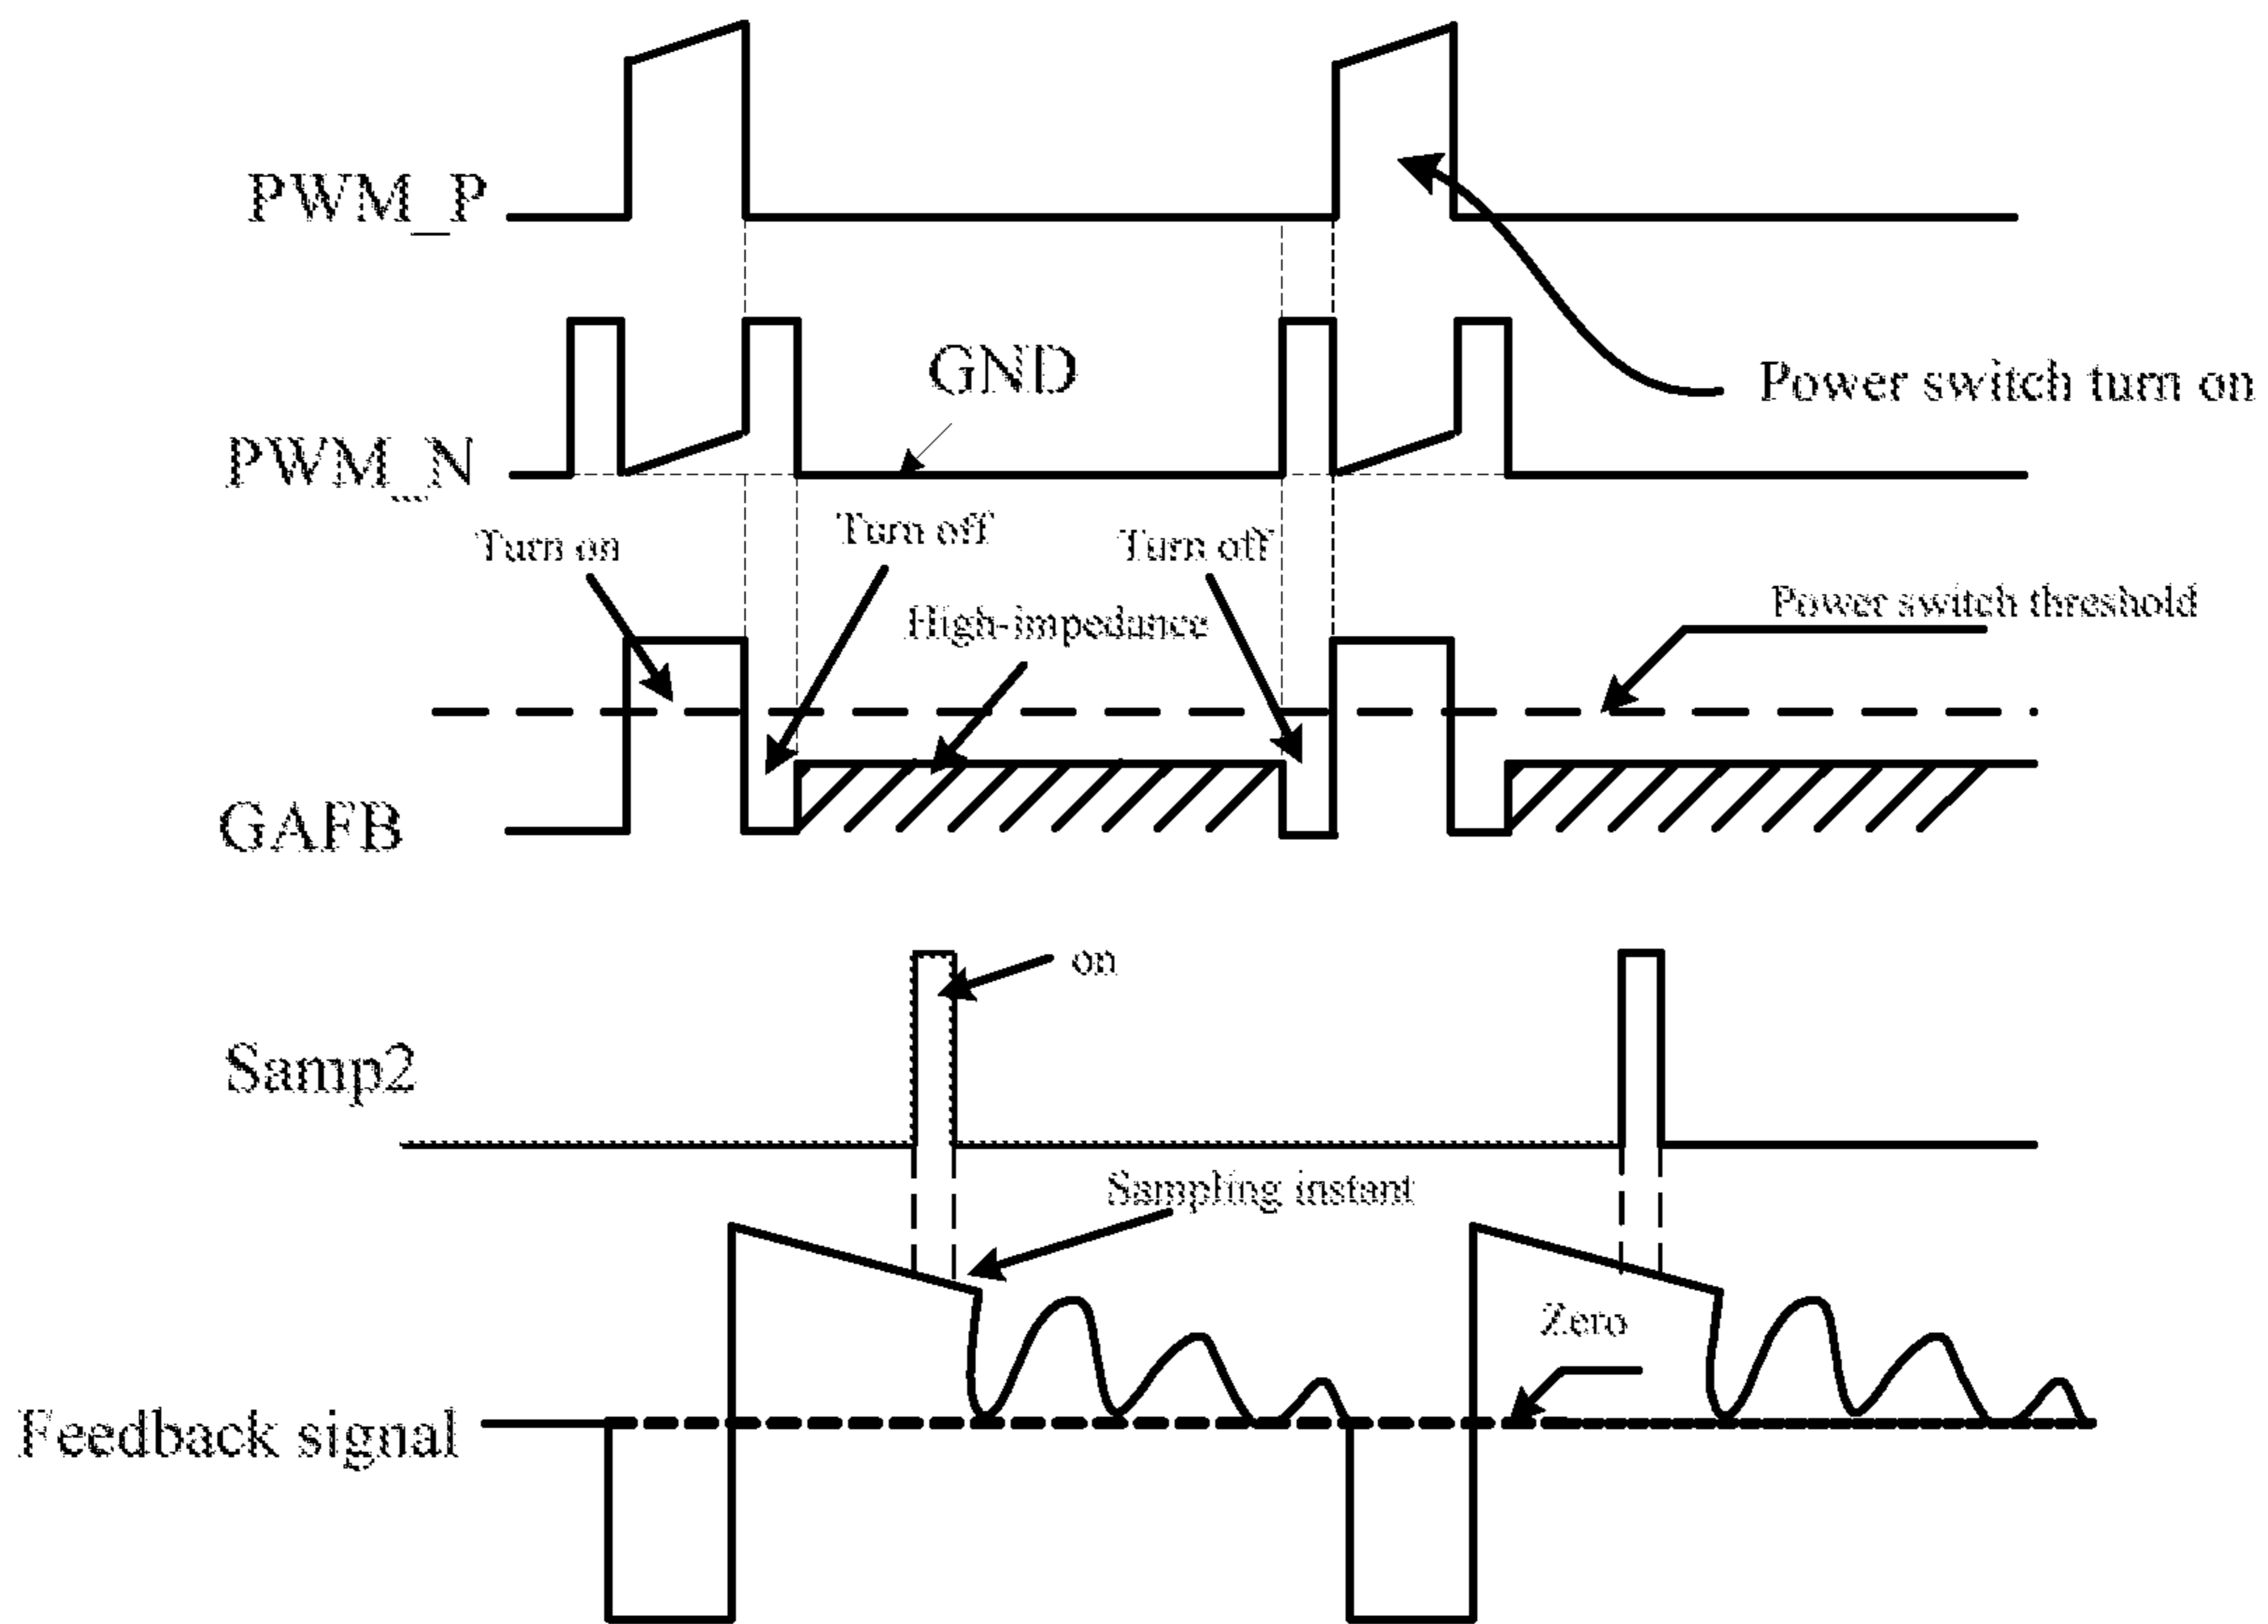 PWM_P
GND
Power switch turn on
PWM_N
Turn on
Turn off
Turn off
High-impedance
Power switch threshold
GAFB
on
Samp2
Sampling instant
Zero
Feedback signal